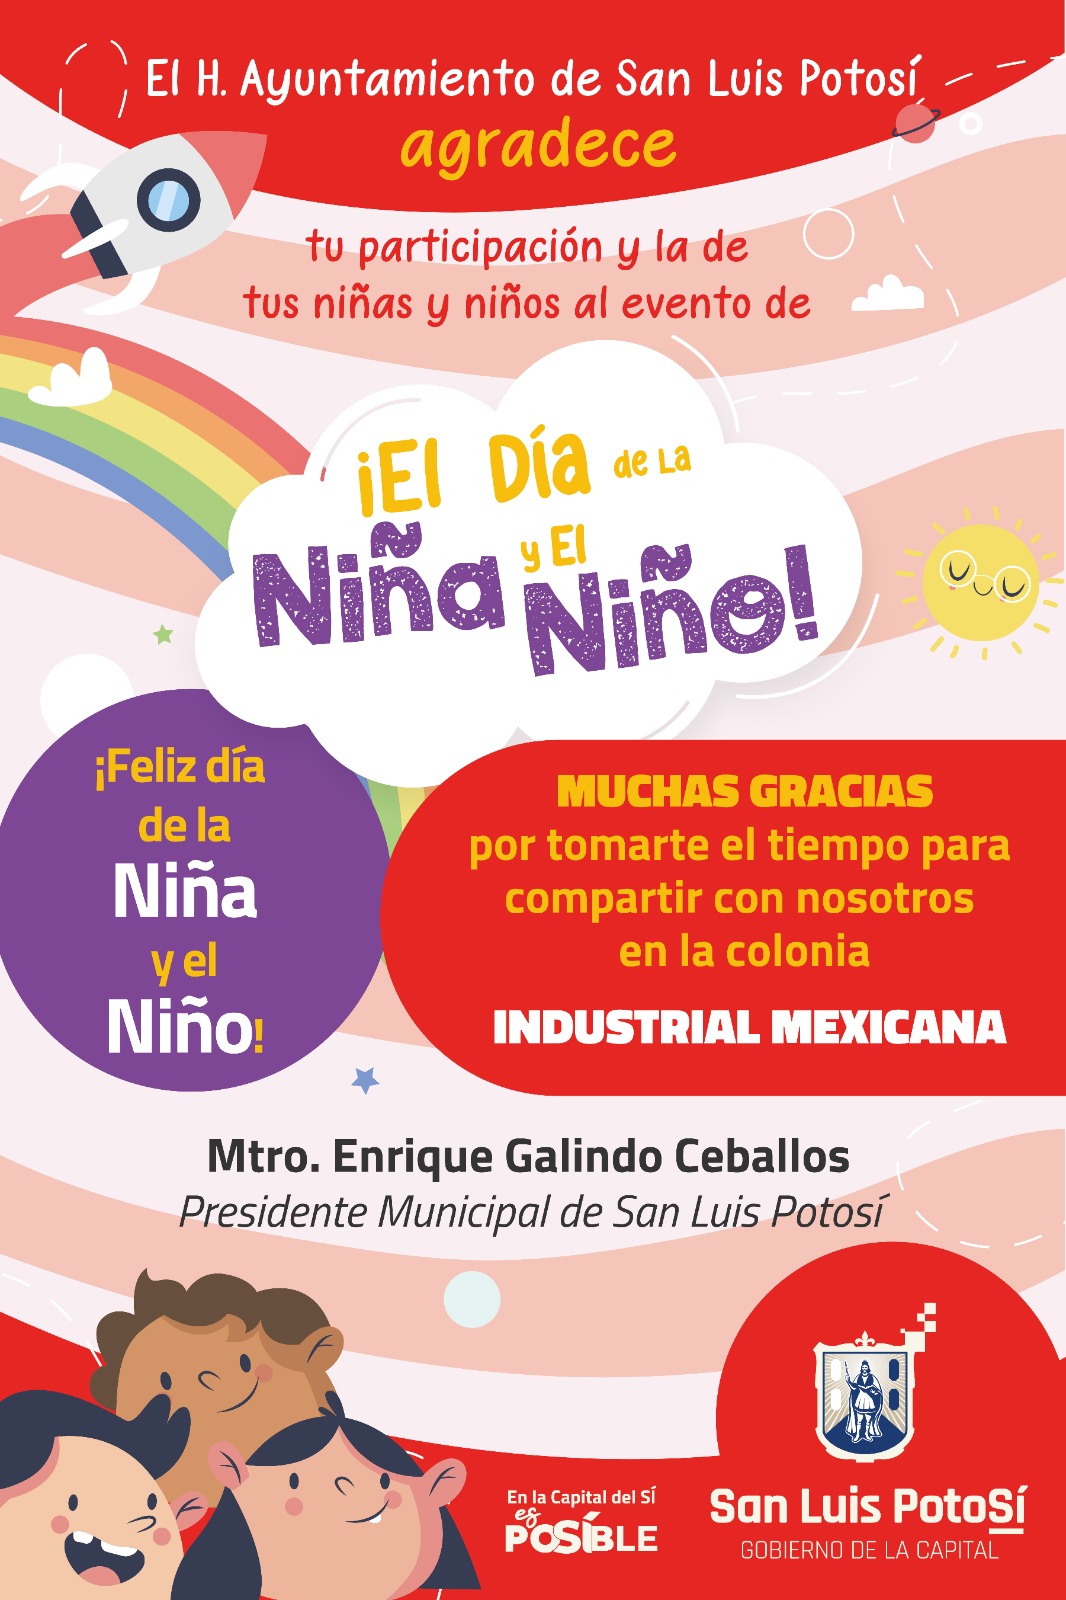 El H. Ayuntamiento de San Luis Potosí
agradece
tu participación y la de
tus niñas y niños al evento de
¡El Día de La
Niña y El
Niño!
¡Feliz día
de la
Niña
y el
Niño!
MUCHAS GRACIAS
por tomarte el tiempo para
compartir con nosotros
en la colonia
INDUSTRIAL MEXICANA
Mtro. Enrique Galindo Ceballos
Presidente Municipal de San Luis Potosí
En la Capital del SÍ
es
POSÍBLE
San Luis PotoSí
GOBIERNO DE LA CAPITAL